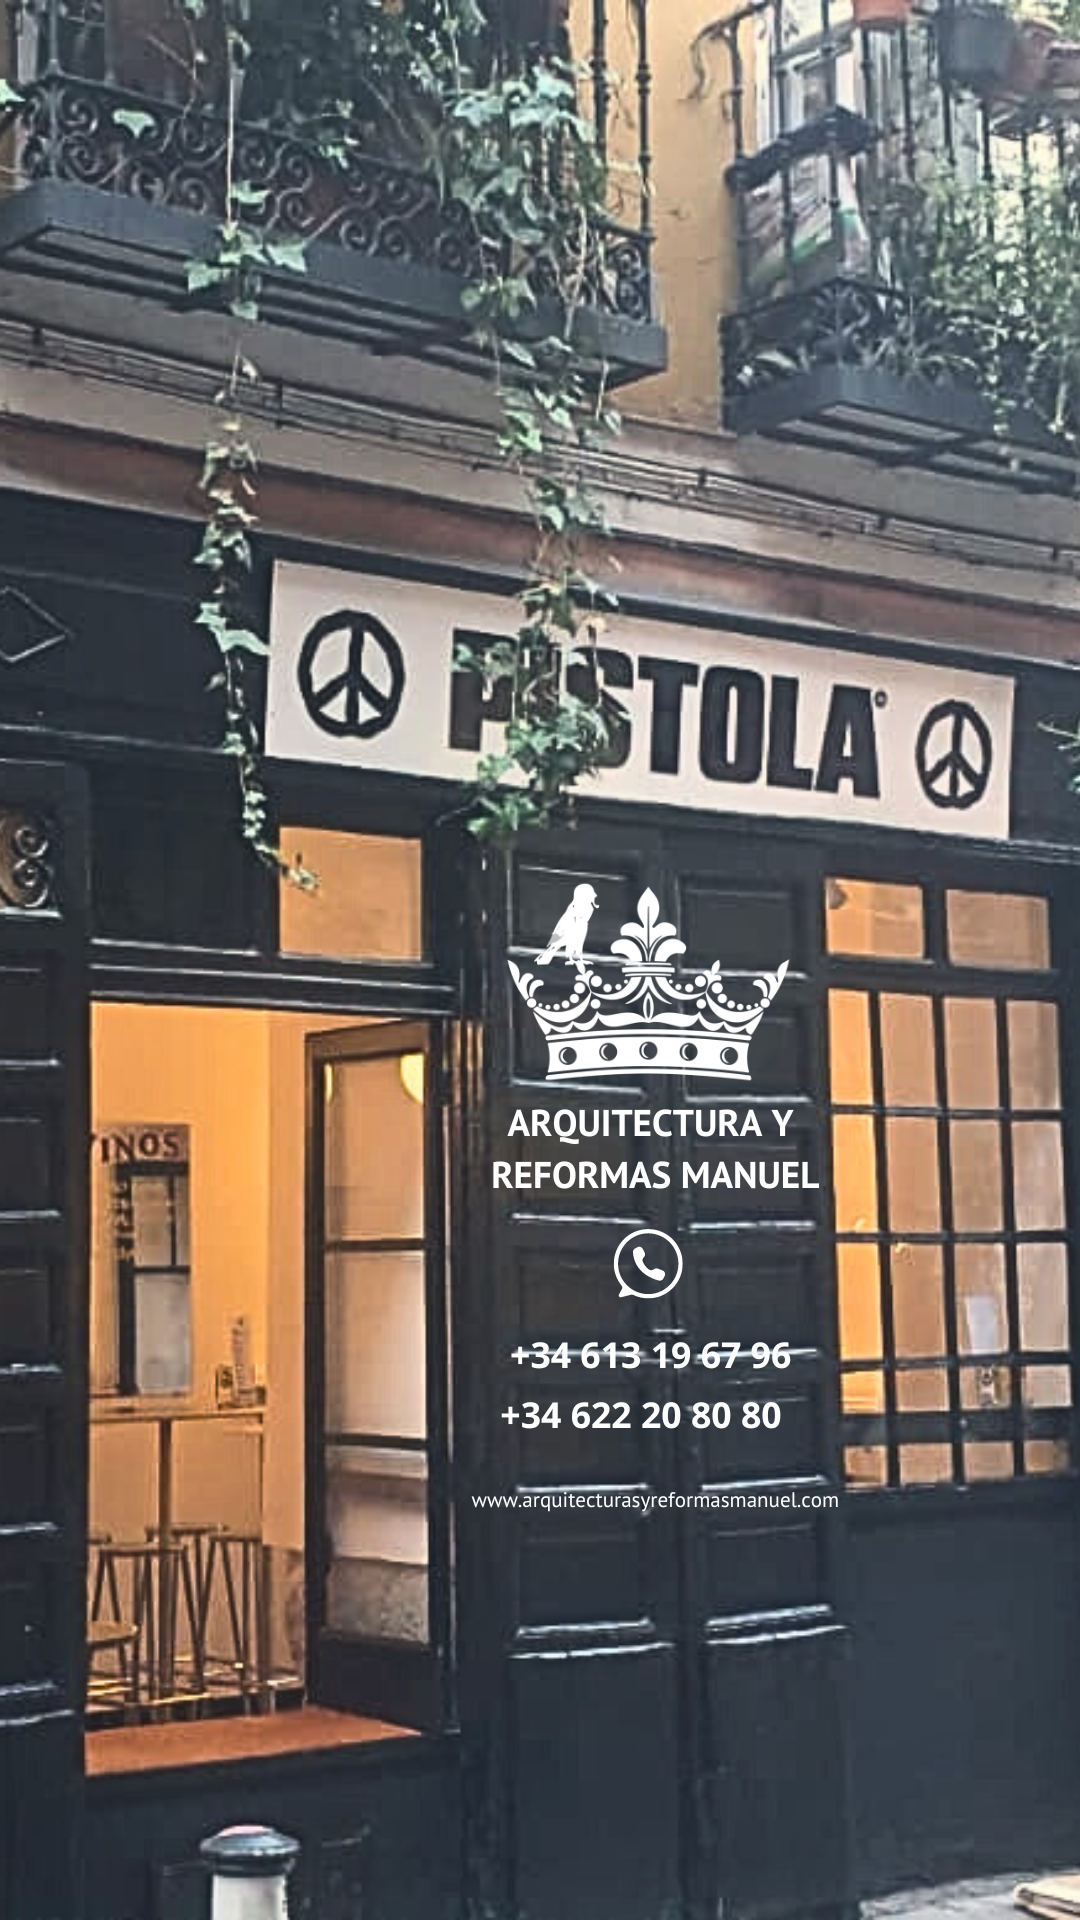 PISTOLA
VINOS
ARQUITECTURA Y
REFORMAS MANUEL
+34 613 19 67 96
+34 622 20 80 80
www.arquitecturasyreformasmanuel.com